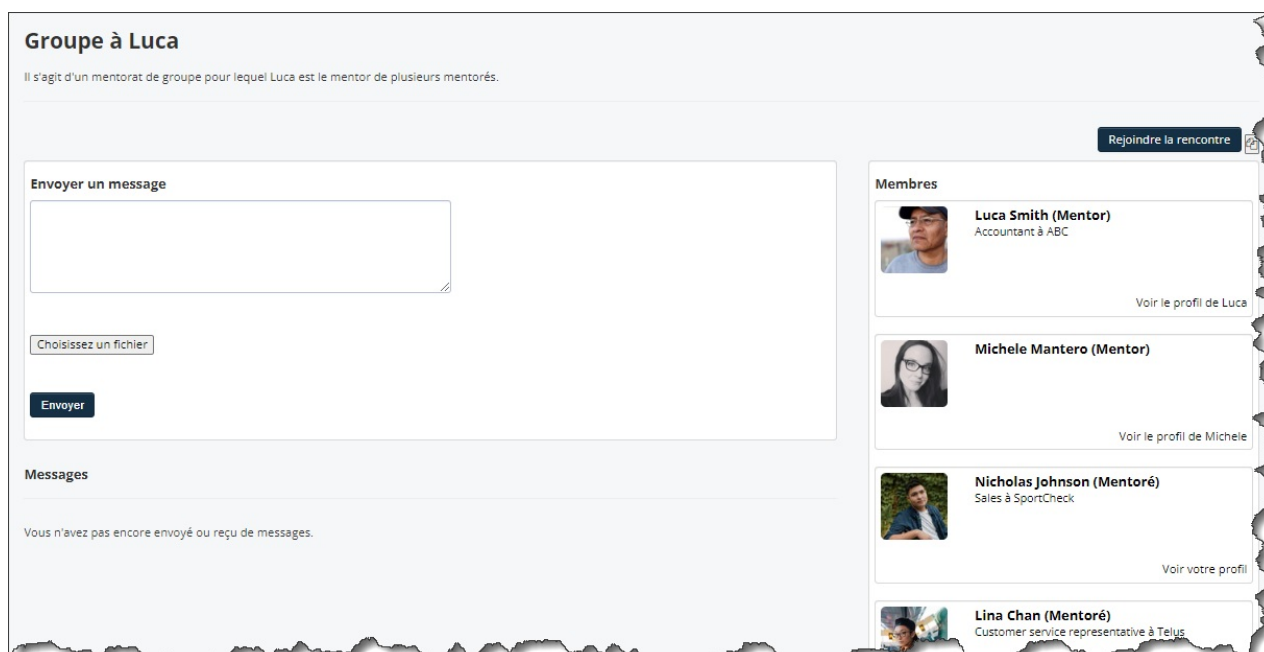 Groupe à Luca
Il s'agit d'un mentorat de groupe pour lequel Luca est le mentor de plusieurs mentorés.
Rejoindre la rencontre
Envoyer un message
Choisissez un fichier
Envoyer
Messages
Vous n'avez pas encore envoyé ou reçu de messages.
Membres
Luca Smith (Mentor)
Accountant à ABC
Voir le profil de Luca
Michele Mantero (Mentor)
Voir le profil de Michele
Nicholas Johnson (Mentoré)
Sales à SportCheck
Voir votre profil
Lina Chan (Mentoré)
Customer service representative à Telus